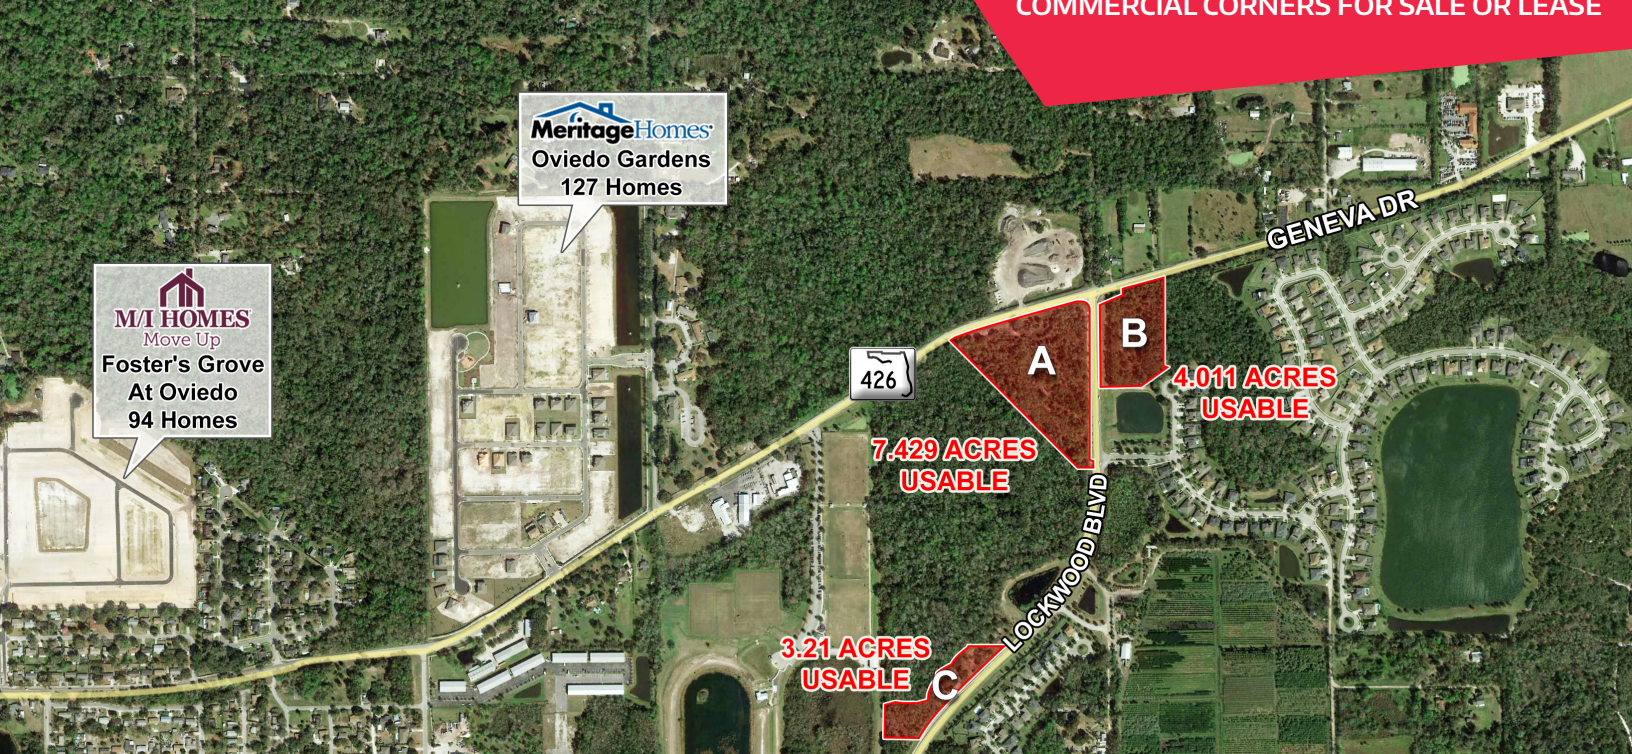 COMMERCIAL CORNERS FOR SALE OR LEASE
MeritageHomes
Oviedo Gardens
127 Homes
GENEVA DR
M/I HOMES
Move Up
Foster's Grove
At Oviedo
94 Homes
426
A
B
4.011 ACRES
USABLE
7.429 ACRES
USABLE
LOCKWOOD BLVD
3.21 ACRES
USABLE
C